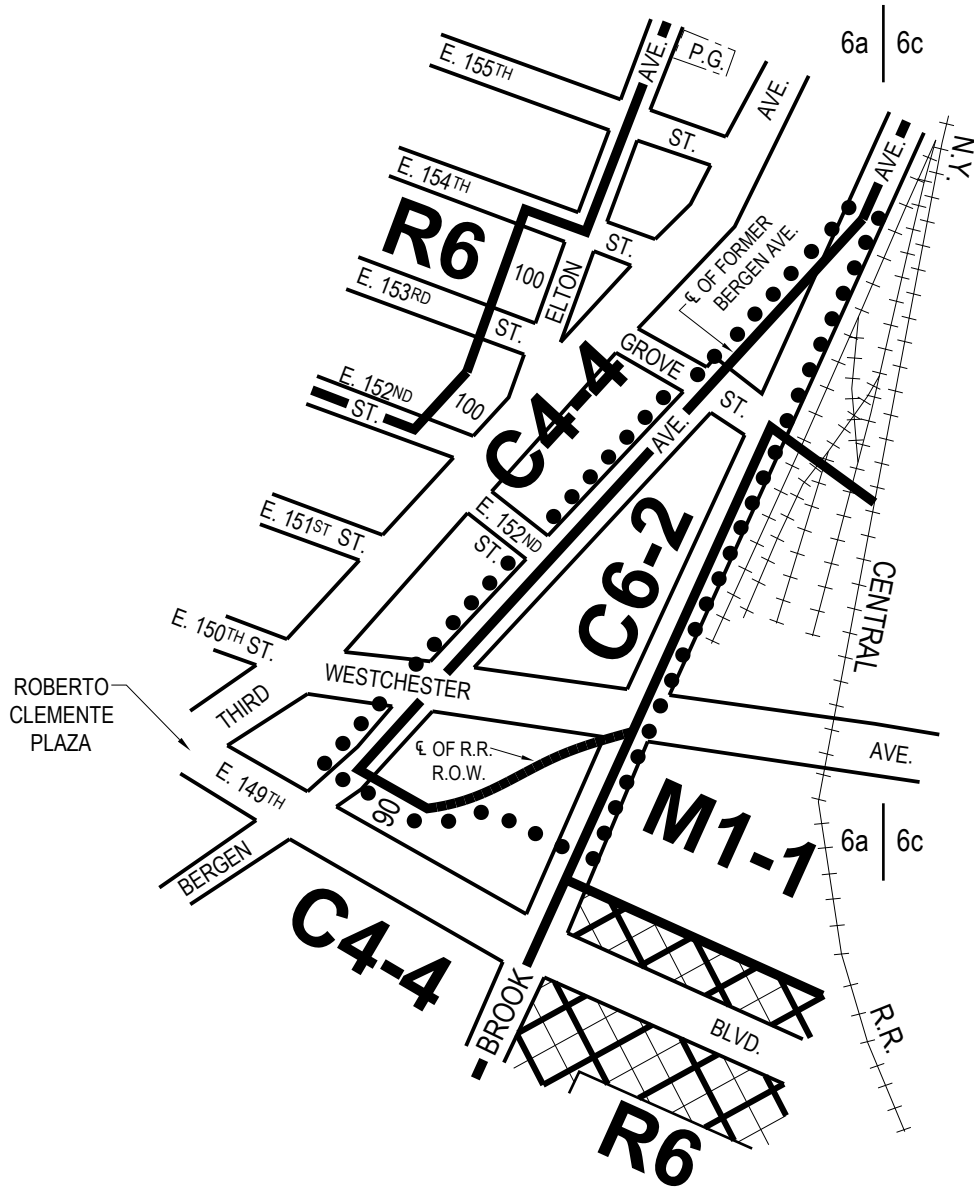 6a 6c
E. 155TH
AVE.
P.G.
ST.
AVE.
AVE.
N.Y.
E. 154TH
R6
100
ST.
ELTON
℄ OF FORMER
BERGEN AVE.
E. 153RD
ST.
GROVE
ST.
C4-4
E. 152ND
ST.
100
AVE.
E. 151ST ST.
E. 152ND
ST.
C6-2
CENTRAL
E. 150TH ST.
WESTCHESTER
AVE.
ROBERTO
CLEMENTE
PLAZA
THIRD
℄ OF R.R.
R.O.W.
E. 149TH
90
M1-1
6a 6c
BERGEN
C4-4
BROOK
BLVD.
R.R.
R6